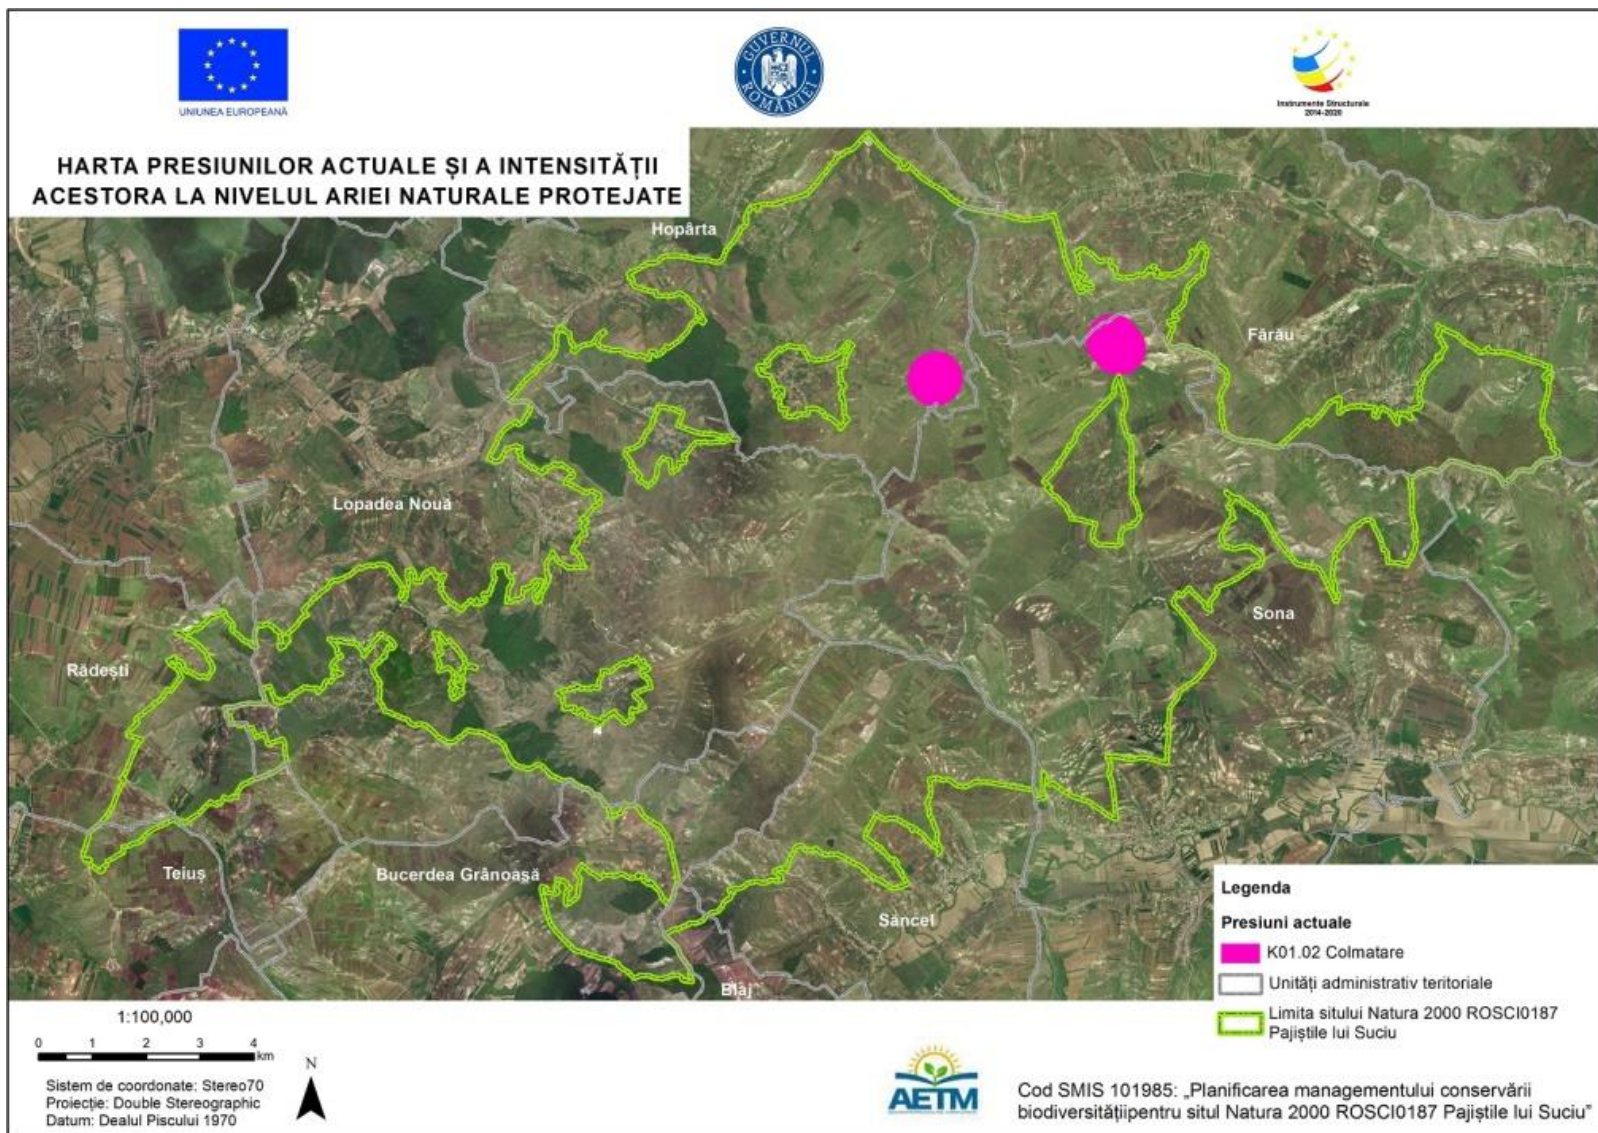 UNIUNEA EUROPEANĂ
GUVERNUL ROMÂNIEI
Instrumente Structurale
2014-2020
HARTA PRESIUNILOR ACTUALE ȘI A INTENSITĂȚII
ACESTORA LA NIVELUL ARIEI NATURALE PROTEJATE
Hopârta
Fărău
Lopadea Nouă
Sona
Rădești
Teiuș
Bucerdea Grânoasă
Sâncel
Blaj
Legenda
Presiuni actuale
K01.02 Colmatare
Unități administrativ teritoriale
Limita sitului Natura 2000 ROSCI0187
Pajiștile lui Suciu
1:100,000
0 1 2 3 4
km
N
Sistem de coordonate: Stereo70
Proiecție: Double Stereographic
Datum: Dealul Piscului 1970
AETM
Cod SMIS 101985: „Planificarea managementului conservării
biodiversitățiipentru situl Natura 2000 ROSCI0187 Pajiștile lui Suciu”